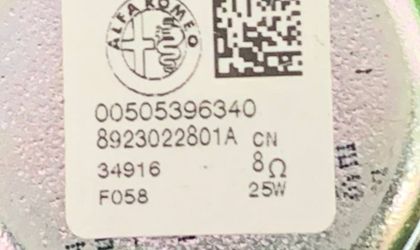 ALFA ROMEO
00505396340
8923022801A CN
34916 8Ω
F058 25W